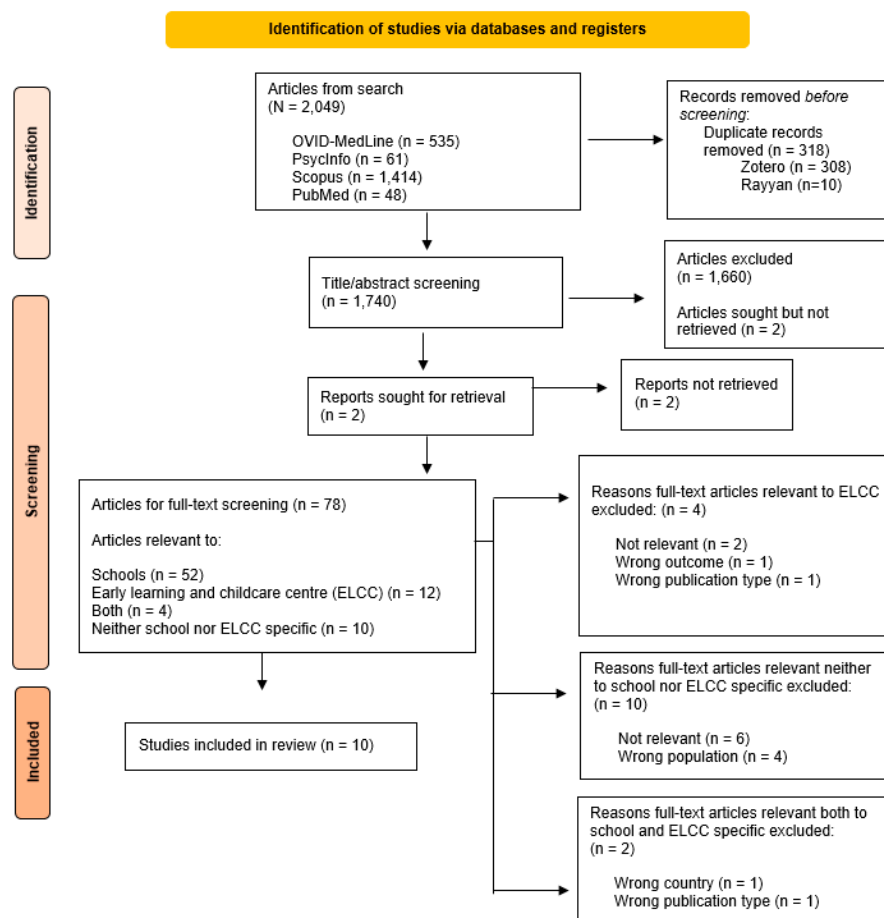 Identification of studies via databases and registers
Identification
Articles from search
(N = 2,049)
OVID-MedLine (n = 535)
PsycInfo (n = 61)
Scopus (n = 1,414)
PubMed (n = 48)
Records removed before
screening:
Duplicate records
removed (n = 318)
Zotero (n = 308)
Rayyan (n=10)
Screening
Title/abstract screening
(n = 1,740)
Articles excluded
(n = 1,660)
Articles sought but not
retrieved (n = 2)
Reports sought for retrieval
(n = 2)
Reports not retrieved
(n = 2)
Articles for full-text screening (n = 78)
Articles relevant to:
Schools (n = 52)
Early learning and childcare centre (ELCC) (n = 12)
Both (n = 4)
Neither school nor ELCC specific (n = 10)
Reasons full-text articles relevant to ELCC
excluded: (n = 4)
Not relevant (n = 2)
Wrong outcome (n = 1)
Wrong publication type (n = 1)
Reasons full-text articles relevant neither
to school nor ELCC specific excluded:
(n = 10)
Not relevant (n = 6)
Wrong population (n = 4)
Included
Studies included in review (n = 10)
Reasons full-text articles relevant both to
school and ELCC specific excluded:
(n = 2)
Wrong country (n = 1)
Wrong publication type (n = 1)